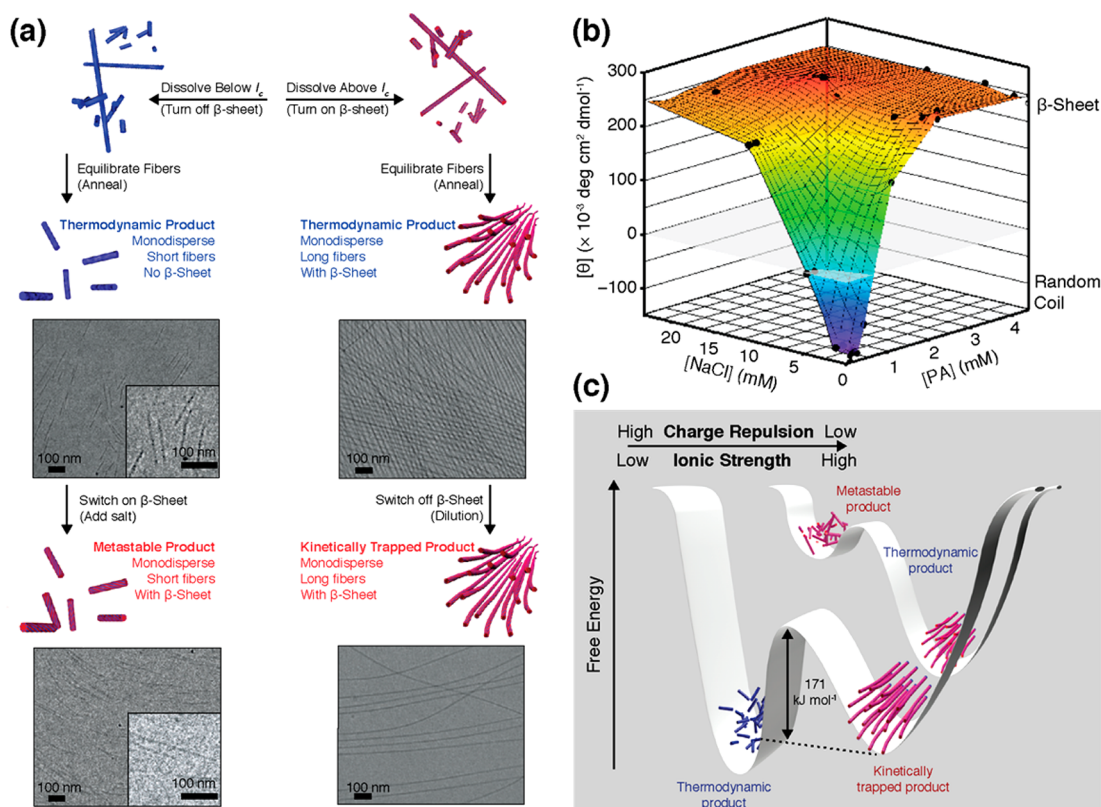 (a)
Dissolve Below Ic
(Turn off β-sheet)
Dissolve Above Ic
(Turn on β-sheet)
Equilibrate Fibers
(Anneal)
Equilibrate Fibers
(Anneal)
Thermodynamic Product
Monodisperse
Short fibers
No β-Sheet
Thermodynamic Product
Monodisperse
Long fibers
With β-Sheet
100 nm
100 nm
100 nm
Switch on β-Sheet
(Add salt)
Switch off β-Sheet
(Dilution)
Metastable Product
Monodisperse
Short fibers
With β-Sheet
Kinetically Trapped Product
Monodisperse
Long fibers
With β-Sheet
100 nm
100 nm
100 nm
(b)
300
200
100
0
−100
[θ] (× 10⁻³ deg cm² dmol⁻¹)
β-Sheet
Random
Coil
20
15
10
5
0
1
2
3
4
[NaCl] (mM)
[PA] (mM)
(c)
High Charge Repulsion Low
Low Ionic Strength High
Metastable
product
Thermodynamic
product
Free Energy
171
kJ mol⁻¹
Thermodynamic
product
Kinetically
trapped product